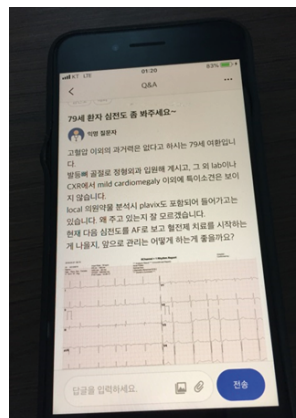 KT LTE
01:20
83%
Q&A
79세 환자 심전도 좀 봐주세요~
익명 질문자
고혈압 이외의 과거력은 없다고 하시는 79세 여환입니
다.
발등뼈 골절로 정형외과 입원해 계시고, 그 외 lab이나
CXR에서 mild cardiomegaly 이외에 특이소견은 보이
지 않습니다.
local 의원약물 분석시 plavix도 포함되어 들어가고는
있습니다. 왜 주고 있는지 잘 모르겠습니다.
현재 다음 심전도를 AF로 보고 혈전제 치료를 시작하는
게 나을지, 앞으로 관리는 어떻게 하는게 좋을까요?
답글을 입력하세요.
전송